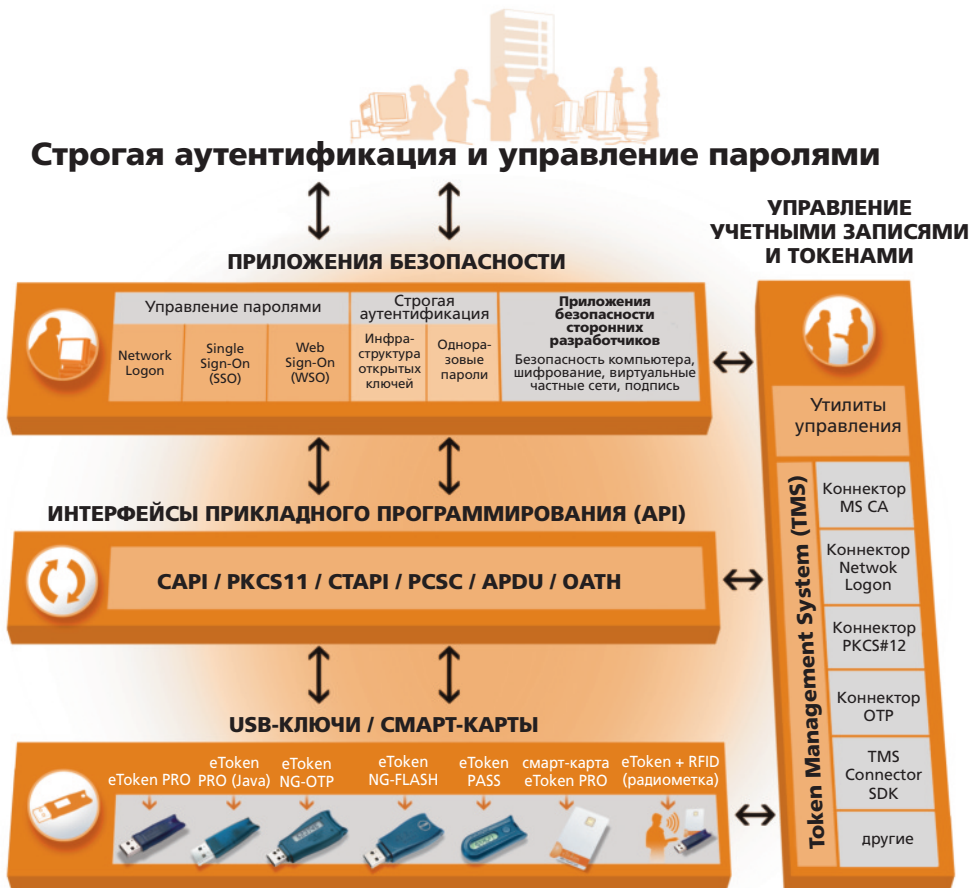 Строгая аутентификация и управление паролями
УПРАВЛЕНИЕ
УЧЕТНЫМИ ЗАПИСЯМИ
И ТОКЕНАМИ
ПРИЛОЖЕНИЯ БЕЗОПАСНОСТИ
Управление паролями
Network
Logon
Single
Sign-On
(SSO)
Web
Sign-On
(WSO)
Строгая
аутентификация
Инфра-
структура
открытых
ключей
Однора-
зовые
пароли
Приложения
безопасности
сторонних
разработчиков
Безопасность компьютера,
шифрование, виртуальные
частные сети, подпись
ИНТЕРФЕЙСЫ ПРИКЛАДНОГО ПРОГРАММИРОВАНИЯ (API)
CAPI / PKCS11 / CTAPI / PCSC / APDU / OATH
USB-КЛЮЧИ / СМАРТ-КАРТЫ
eToken PRO
eToken
PRO (Java)
eToken
NG-OTP
eToken
NG-FLASH
eToken
PASS
смарт-карта
eToken PRO
eToken + RFID
(радиометка)
Утилиты
управления
Token Management System (TMS)
Коннектор
MS CA
Коннектор
Netwok
Logon
Коннектор
PKCS#12
Коннектор
OTP
TMS
Connector
SDK
другие